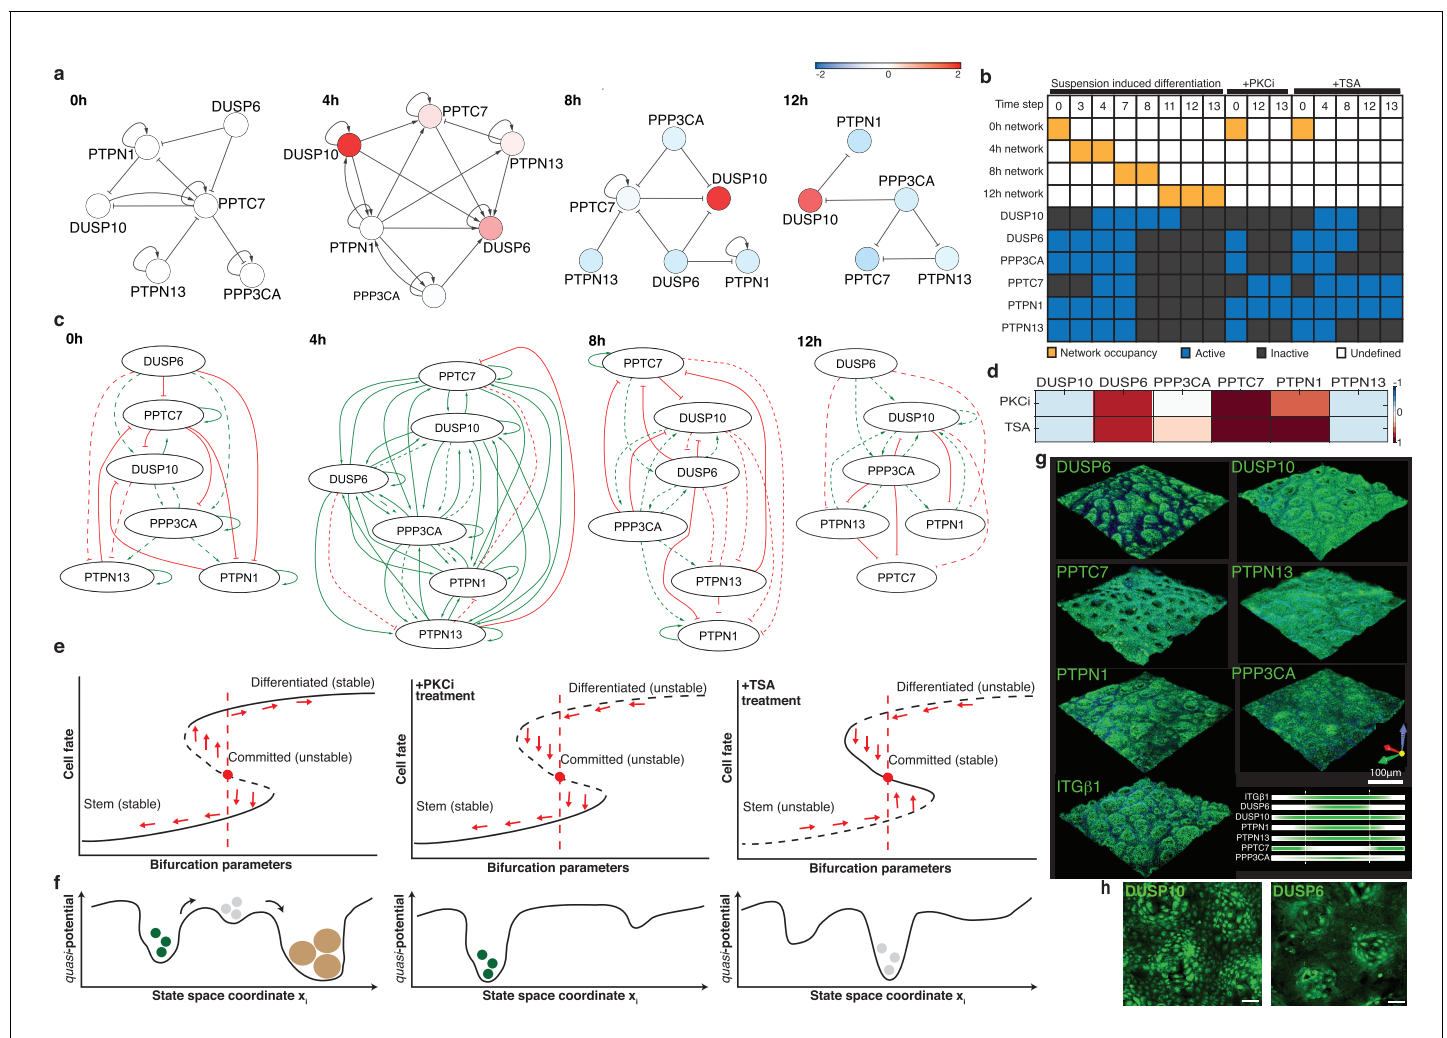 a
0h
DUSP6
PTPN1
PPTC7
DUSP10
PTPN13
PPP3CA
4h
PPTC7
DUSP10
PTPN13
PTPN1
DUSP6
PPP3CA
8h
PPP3CA
DUSP10
PPTC7
PTPN13
DUSP6
PTPN1
12h
-2 0 2
PTPN1
PPP3CA
DUSP10
PPTC7
PTPN13
b
Suspension induced differentiation +PKCi +TSA
Time step 0 3 4 7 8 11 12 13 0 12 13 0 4 8 12 13
0h network
4h network
8h network
12h network
DUSP10
DUSP6
PPP3CA
PPTC7
PTPN1
PTPN13
Network occupancy Active Inactive Undefined
c
0h
DUSP6
PPTC7
DUSP10
PPP3CA
PTPN13
PTPN1
4h
PPTC7
DUSP10
DUSP6
PPP3CA
PTPN1
PTPN13
8h
PPTC7
DUSP10
DUSP6
PPP3CA
PTPN13
PTPN1
12h
DUSP6
DUSP10
PPP3CA
PTPN13
PTPN1
PPTC7
d
DUSP10 DUSP6 PPP3CA PPTC7 PTPN1 PTPN13
PKCi
TSA
-1
0
1
e
Cell fate
Differentiated (stable)
Committed (unstable)
Stem (stable)
Bifurcation parameters
+PKCi
treatment
Cell fate
Differentiated (unstable)
Committed (unstable)
Stem (stable)
Bifurcation parameters
+TSA
treatment
Cell fate
Differentiated (unstable)
Committed (stable)
Stem (unstable)
Bifurcation parameters
f
quasi-potential
State space coordinate xi
quasi-potential
State space coordinate xi
quasi-potential
State space coordinate xi
g
DUSP6
DUSP10
PPTC7
PTPN13
PTPN1
PPP3CA
100µm
ITGβ1
ITGβ1
DUSP6
DUSP10
PTPN1
PTPN13
PPTC7
PPP3CA
h
DUSP10
DUSP6